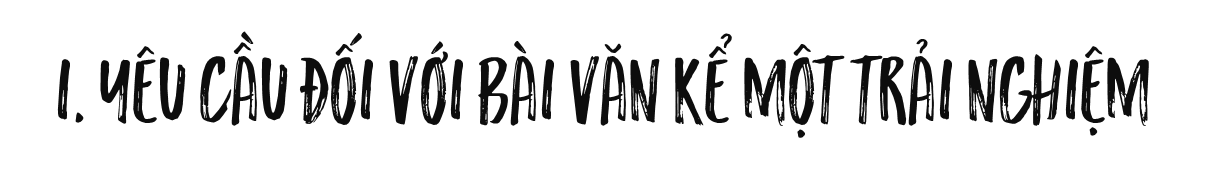 I. YÊU CẦU ĐỐI VỚI BÀI VĂN KỂ MỘT TRẢI NGHIỆM